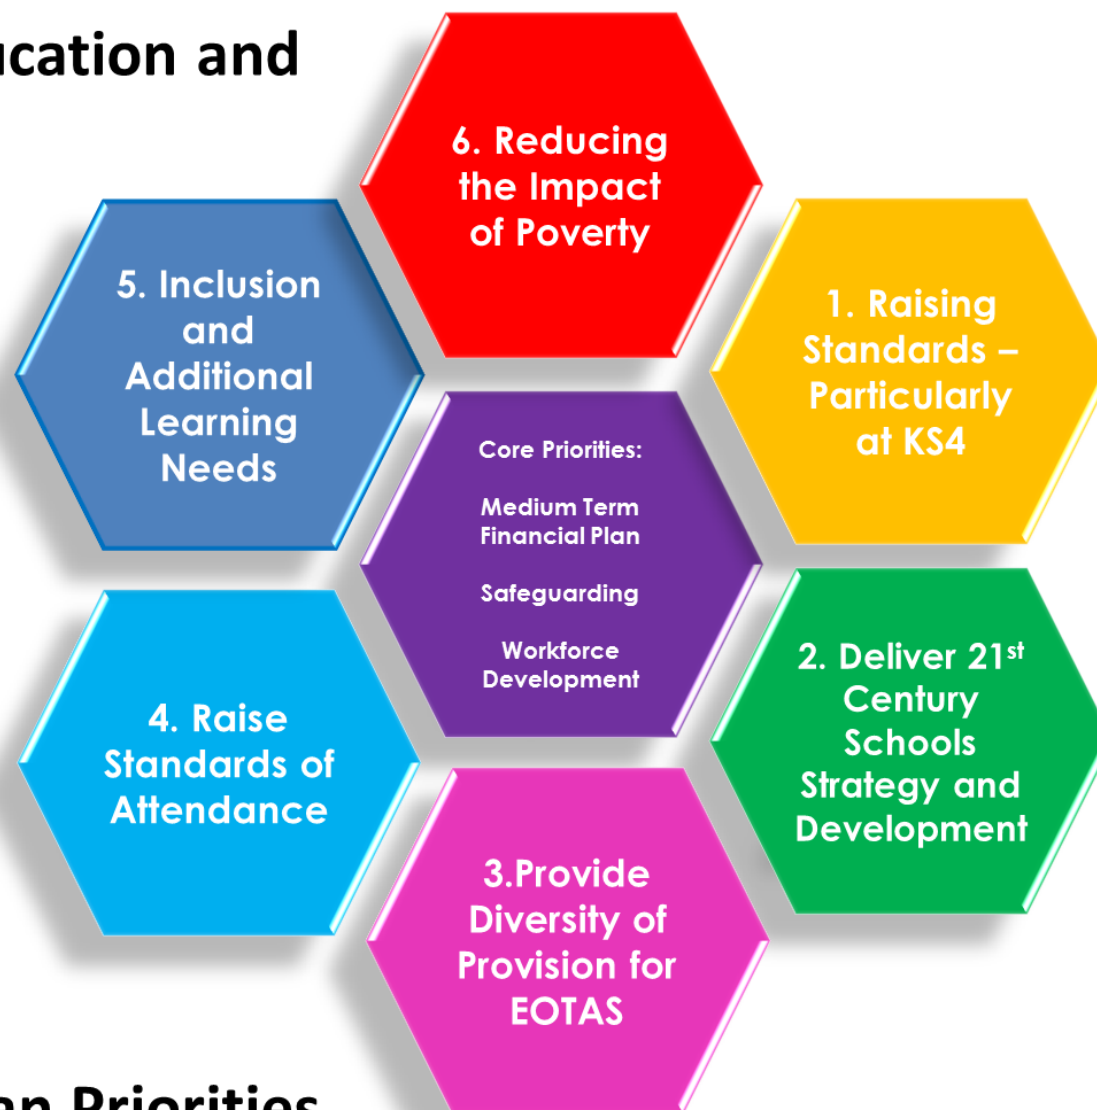 ucation and
6. Reducing
the Impact
of Poverty
5. Inclusion
and
Additional
Learning
Needs
1. Raising
Standards –
Particularly
at KS4
Core Priorities:
Medium Term
Financial Plan
Safeguarding
Workforce
Development
2. Deliver 21st
Century
Schools
Strategy and
Development
4. Raise
Standards of
Attendance
3.Provide
Diversity of
Provision for
EOTAS
an Priorities